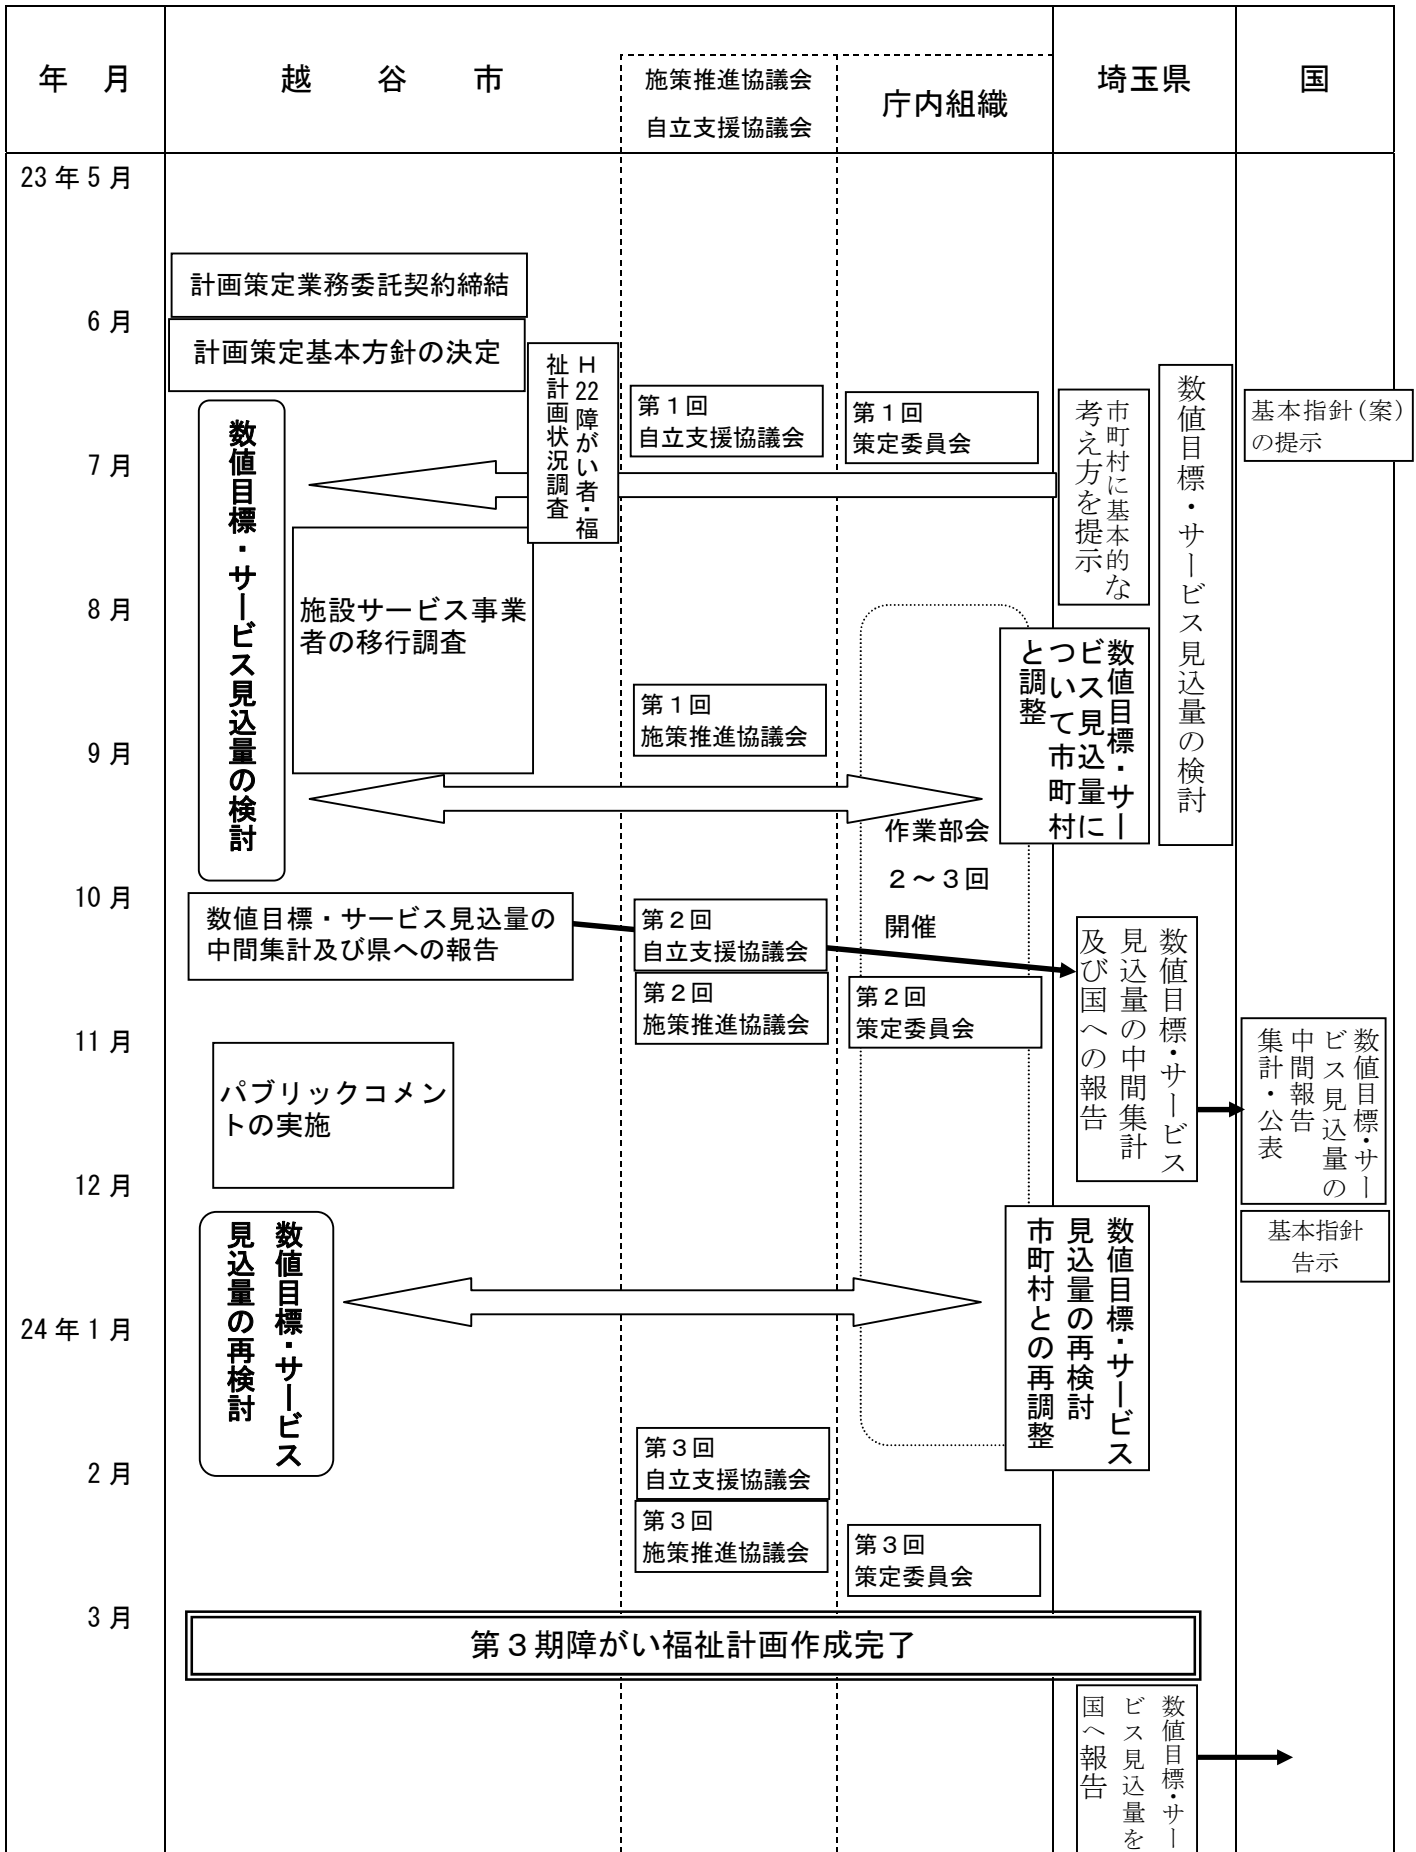 年　月
越　谷　市
施策推進協議会
自立支援協議会
庁内組織
埼玉県
国
23年5月
計画策定業務委託契約締結
6月
計画策定基本方針の決定
H22障がい者・福
祉計画状況調査
第１回
自立支援協議会
第１回
策定委員会
市町村に基本的な
考え方を提示
数値目標・サービス見込量の検討
基本指針（案）
の提示
7月
数値目標・サービス見込量の検討
施設サービス事業
者の移行調査
8月
数値目標・サー
ビス見込量に
ついて市町村
と調整
第１回
施策推進協議会
9月
作業部会
２～３回
開催
10月
数値目標・サービス見込量の
中間集計及び県への報告
第２回
自立支援協議会
第２回
施策推進協議会
第２回
策定委員会
数値目標・サービス
見込量の中間集計
及び国への報告
11月
数値目標・サー
ビス見込量の
中間報告
集計・公表
パブリックコメン
トの実施
12月
基本指針
告示
数値目標・サービス
見込量の再検討
数値目標・サービス
見込量の再検討
市町村との再調整
24年1月
第３回
自立支援協議会
2月
第３回
施策推進協議会
第３回
策定委員会
3月
第３期障がい福祉計画作成完了
数値目標・サー
ビス見込量を
国へ報告